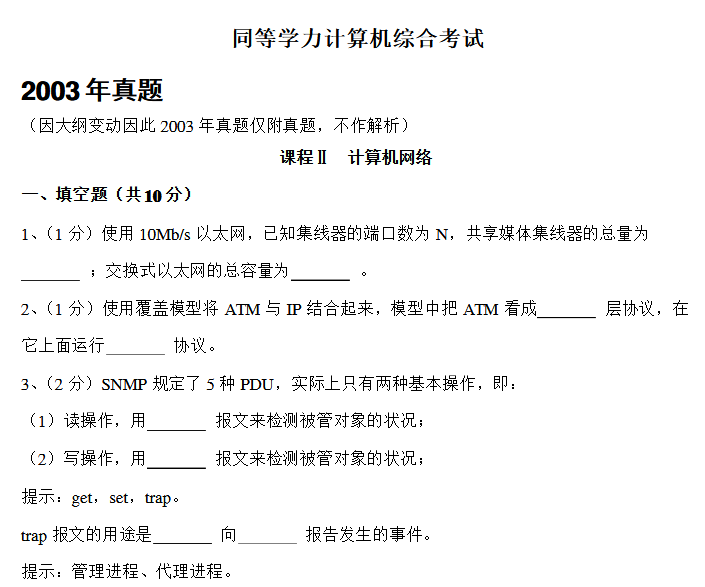 同等学力计算机综合考试
2003 年真题
（因大纲变动因此 2003 年真题仅附真题，不作解析）
课程Ⅱ 计算机网络
一、填空题（共 10 分）
1、（1 分）使用 10Mb/s 以太网，已知集线器的端口数为 N，共享媒体集线器的总量为
_______ ；交换式以太网的总容量为_______ 。
2、（1 分）使用覆盖模型将 ATM 与 IP 结合起来，模型中把 ATM 看成_______ 层协议，在
它上面运行_______ 协议。
3、（2 分）SNMP 规定了 5 种 PDU，实际上只有两种基本操作，即：
（1）读操作，用_______ 报文来检测被管对象的状况；
（2）写操作，用_______ 报文来检测被管对象的状况；
提示：get，set，trap。
trap 报文的用途是_______ 向_______ 报告发生的事件。
提示：管理进程、代理进程。